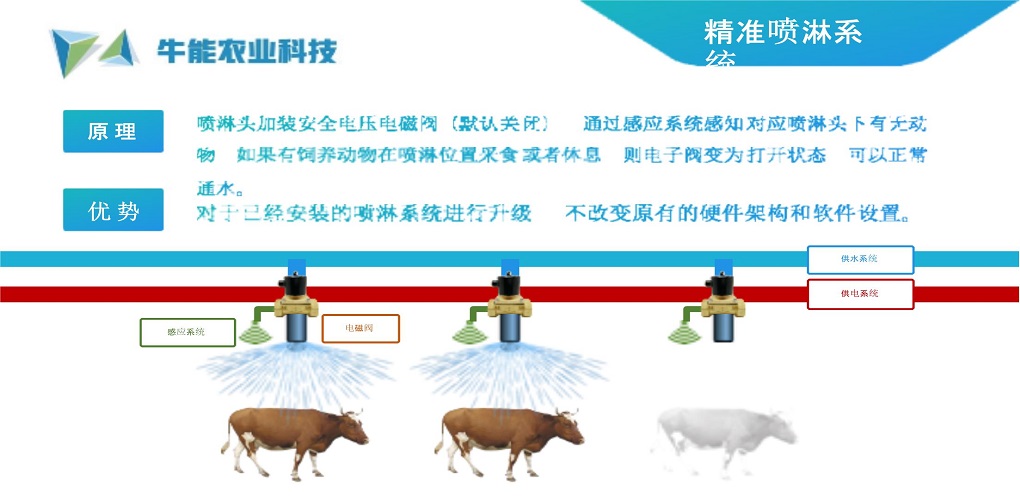 牛能农业科技
精准喷淋系
统
原理
喷淋头加装安全电压电磁阀（默认关闭） 通过感应系统感知对应喷淋头下有无动
物 如果有饲养动物在喷淋位置采食或者休息 则电子阀变为打开状态 可以正常
通水。
优势
对于已经安装的喷淋系统进行升级 不改变原有的硬件架构和软件设置。
供水系统
供电系统
感应系统
电磁阀